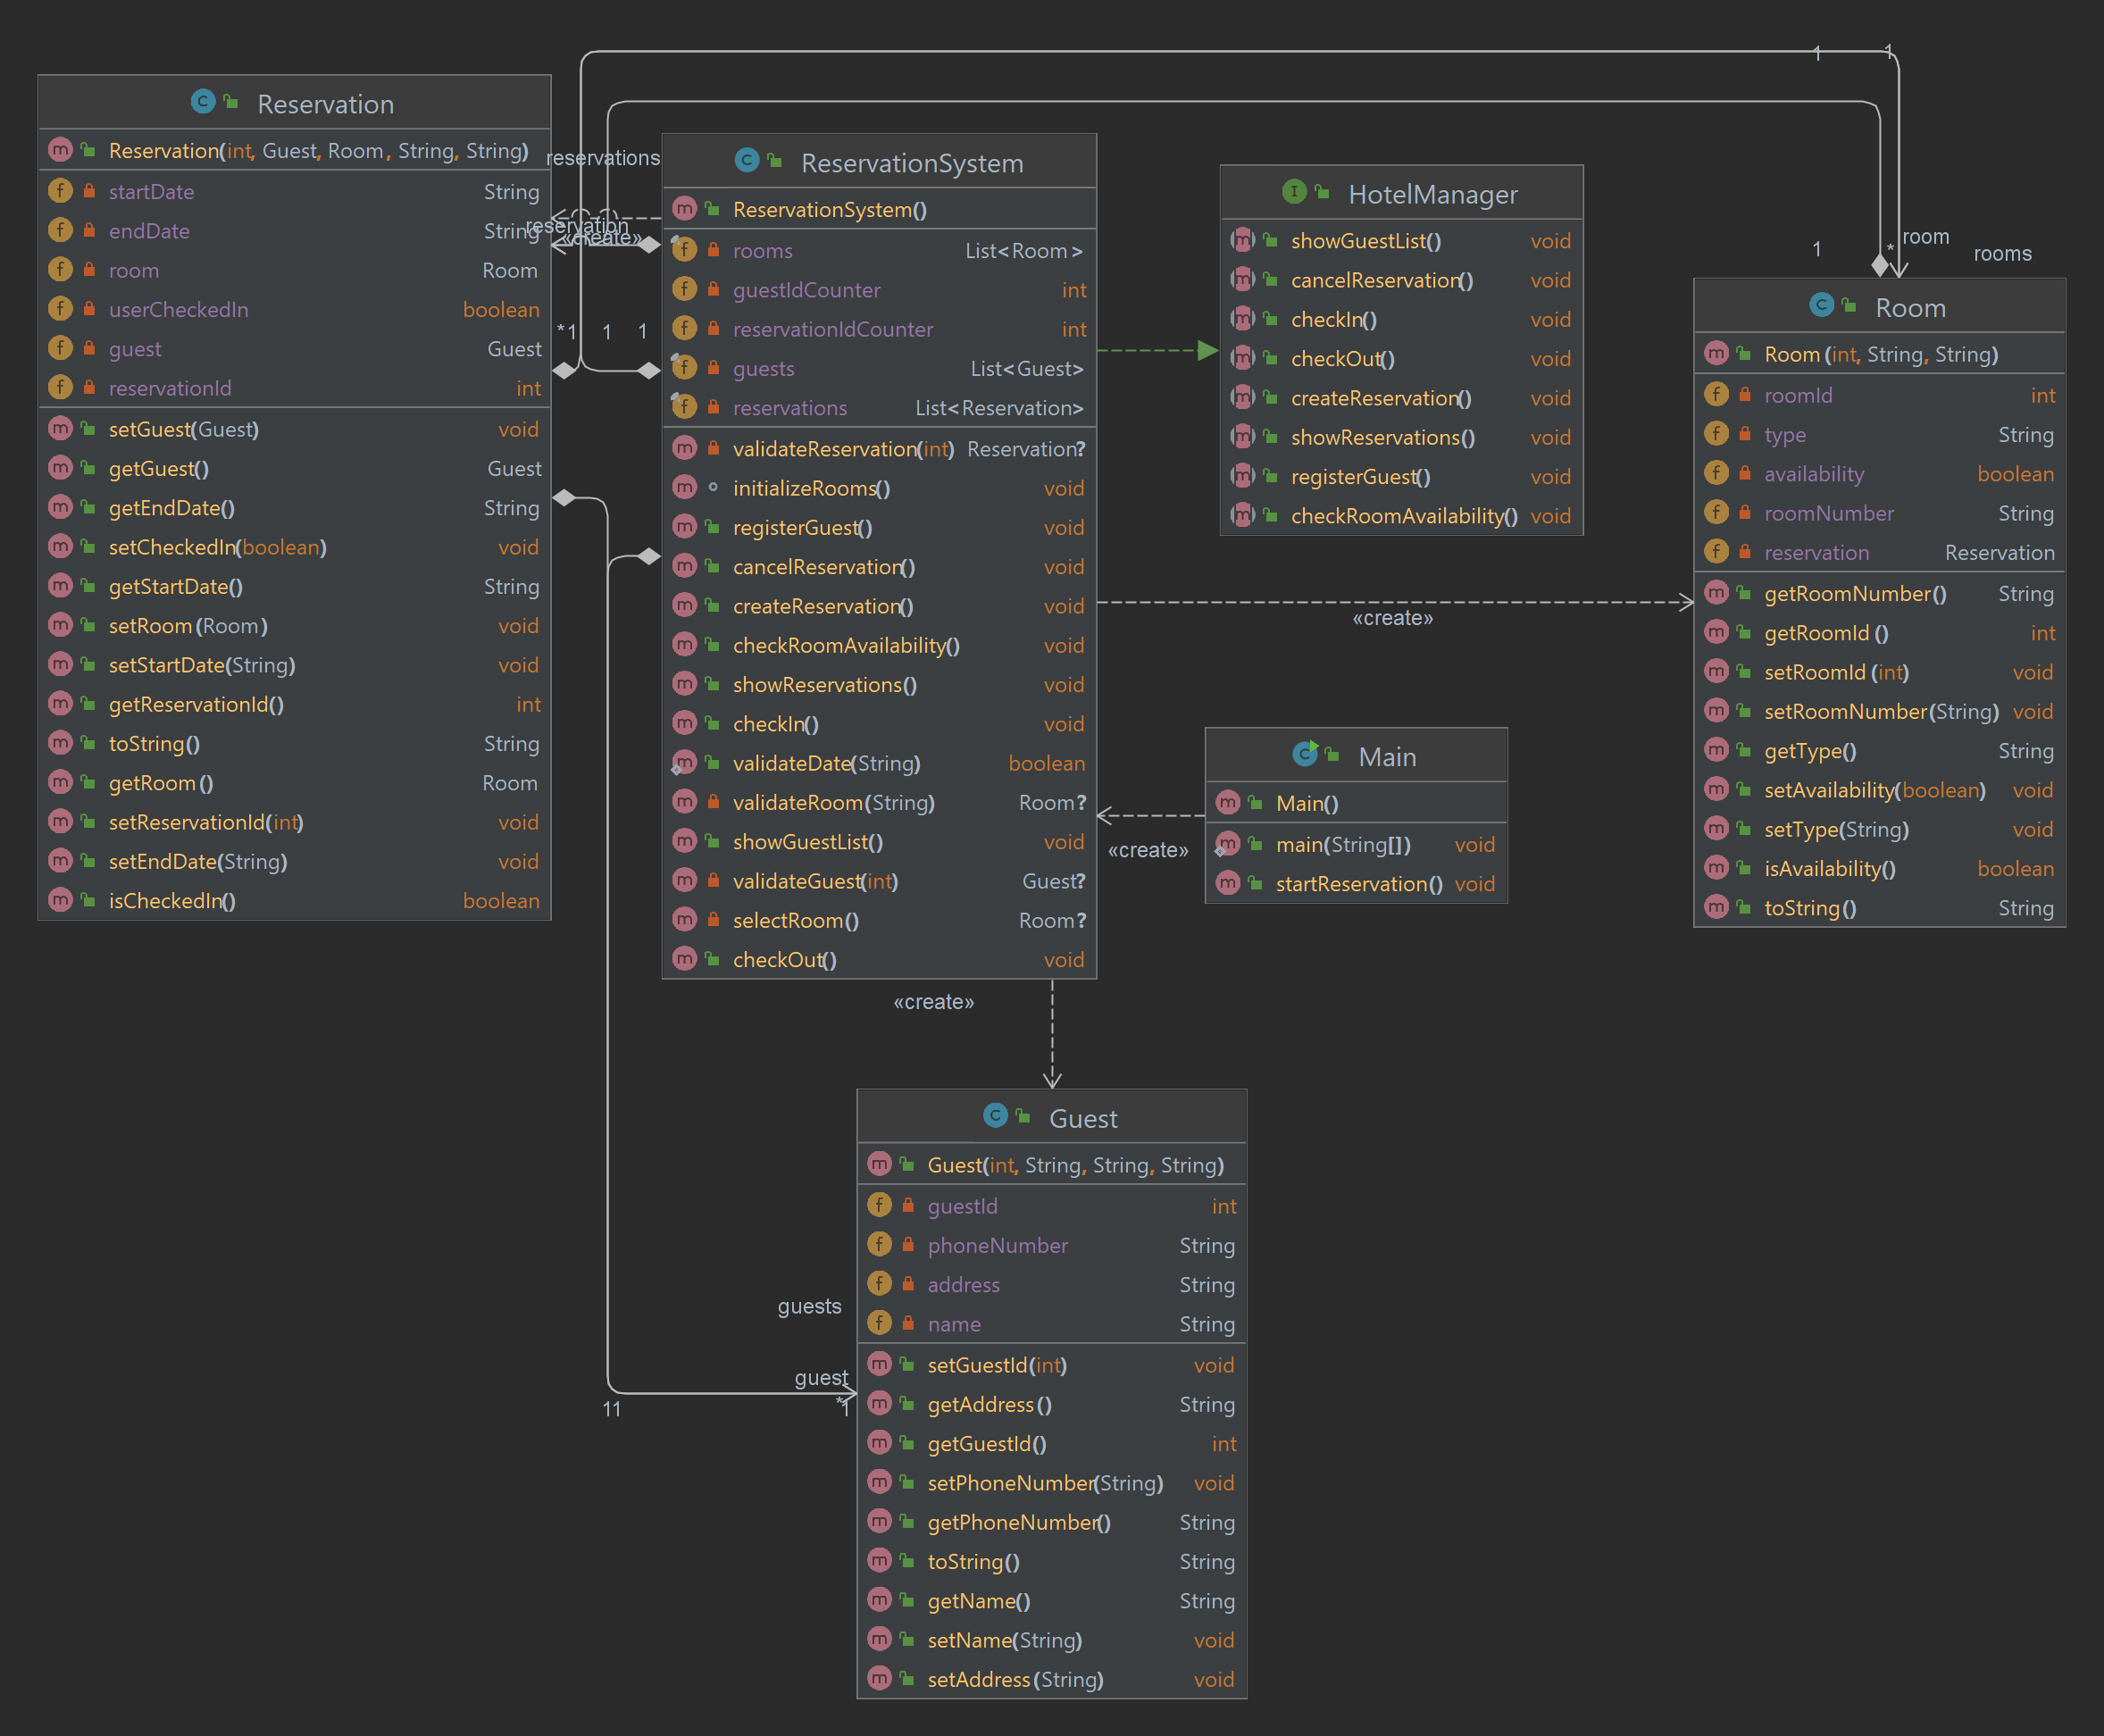 Reservation
Reservation(int, Guest, Room, String, String)
startDate String
endDate String
room Room
userCheckedIn boolean
guest Guest
reservationId int
setGuest(Guest) void
getGuest() Guest
getEndDate() String
setCheckedIn(boolean) void
getStartDate() String
setRoom(Room) void
setStartDate(String) void
getReservationId() int
toString() String
getRoom() Room
setReservationId(int) void
setEndDate(String) void
isCheckedIn() boolean
reservations
reservation
«create»
*1 1 1
ReservationSystem
ReservationSystem()
rooms List<Room>
guestIdCounter int
reservationIdCounter int
guests List<Guest>
reservations List<Reservation>
validateReservation(int) Reservation?
initializeRooms() void
registerGuest() void
cancelReservation() void
createReservation() void
checkRoomAvailability() void
showReservations() void
checkIn() void
validateDate(String) boolean
validateRoom(String) Room?
showGuestList() void
validateGuest(int) Guest?
selectRoom() Room?
checkOut() void
HotelManager
showGuestList() void
cancelReservation() void
checkIn() void
checkOut() void
createReservation() void
showReservations() void
registerGuest() void
checkRoomAvailability() void
«create»
Main
Main()
main(String[]) void
startReservation() void
«create»
1 1
1 * room
rooms
Room
Room(int, String, String)
roomId int
type String
availability boolean
roomNumber String
reservation Reservation
getRoomNumber() String
getRoomId() int
setRoomId(int) void
setRoomNumber(String) void
getType() String
setAvailability(boolean) void
setType(String) void
isAvailability() boolean
toString() String
«create»
Guest
Guest(int, String, String, String)
guestId int
phoneNumber String
address String
name String
setGuestId(int) void
getAddress() String
getGuestId() int
setPhoneNumber(String) void
getPhoneNumber() String
toString() String
getName() String
setName(String) void
setAddress(String) void
guests
guest
11 *1